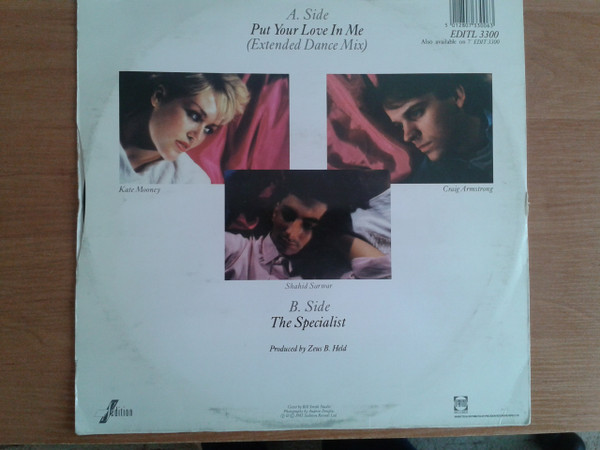 A. Side
Put Your Love In Me
(Extended Dance Mix)
EDITL 3300
Also available on 7" EDIT 3300
Kate Mooney
Craig Armstrong
Shahid Sarwar
B. Side
The Specialist
Produced by Zeus B. Held
edition